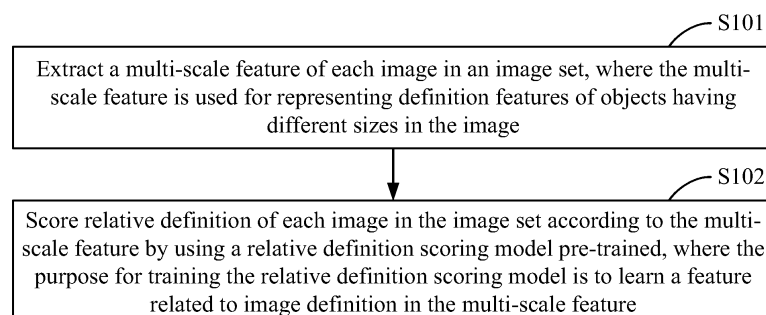 S101
Extract a multi-scale feature of each image in an image set, where the multi-
scale feature is used for representing definition features of objects having
different sizes in the image
S102
Score relative definition of each image in the image set according to the multi-
scale feature by using a relative definition scoring model pre-trained, where the
purpose for training the relative definition scoring model is to learn a feature
related to image definition in the multi-scale feature